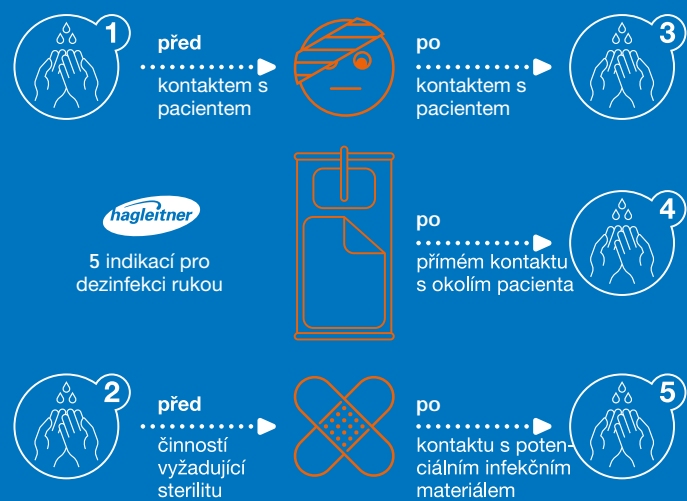 1
před
kontaktem s
pacientem
po
kontaktem s
pacientem
3
hagleitner
5 indikací pro
dezinfekci rukou
po
přímém kontaktu
s okolím pacienta
4
2
před
činností
vyžadující
sterilitu
po
kontaktu s poten-
ciálním infekčním
materiálem
5